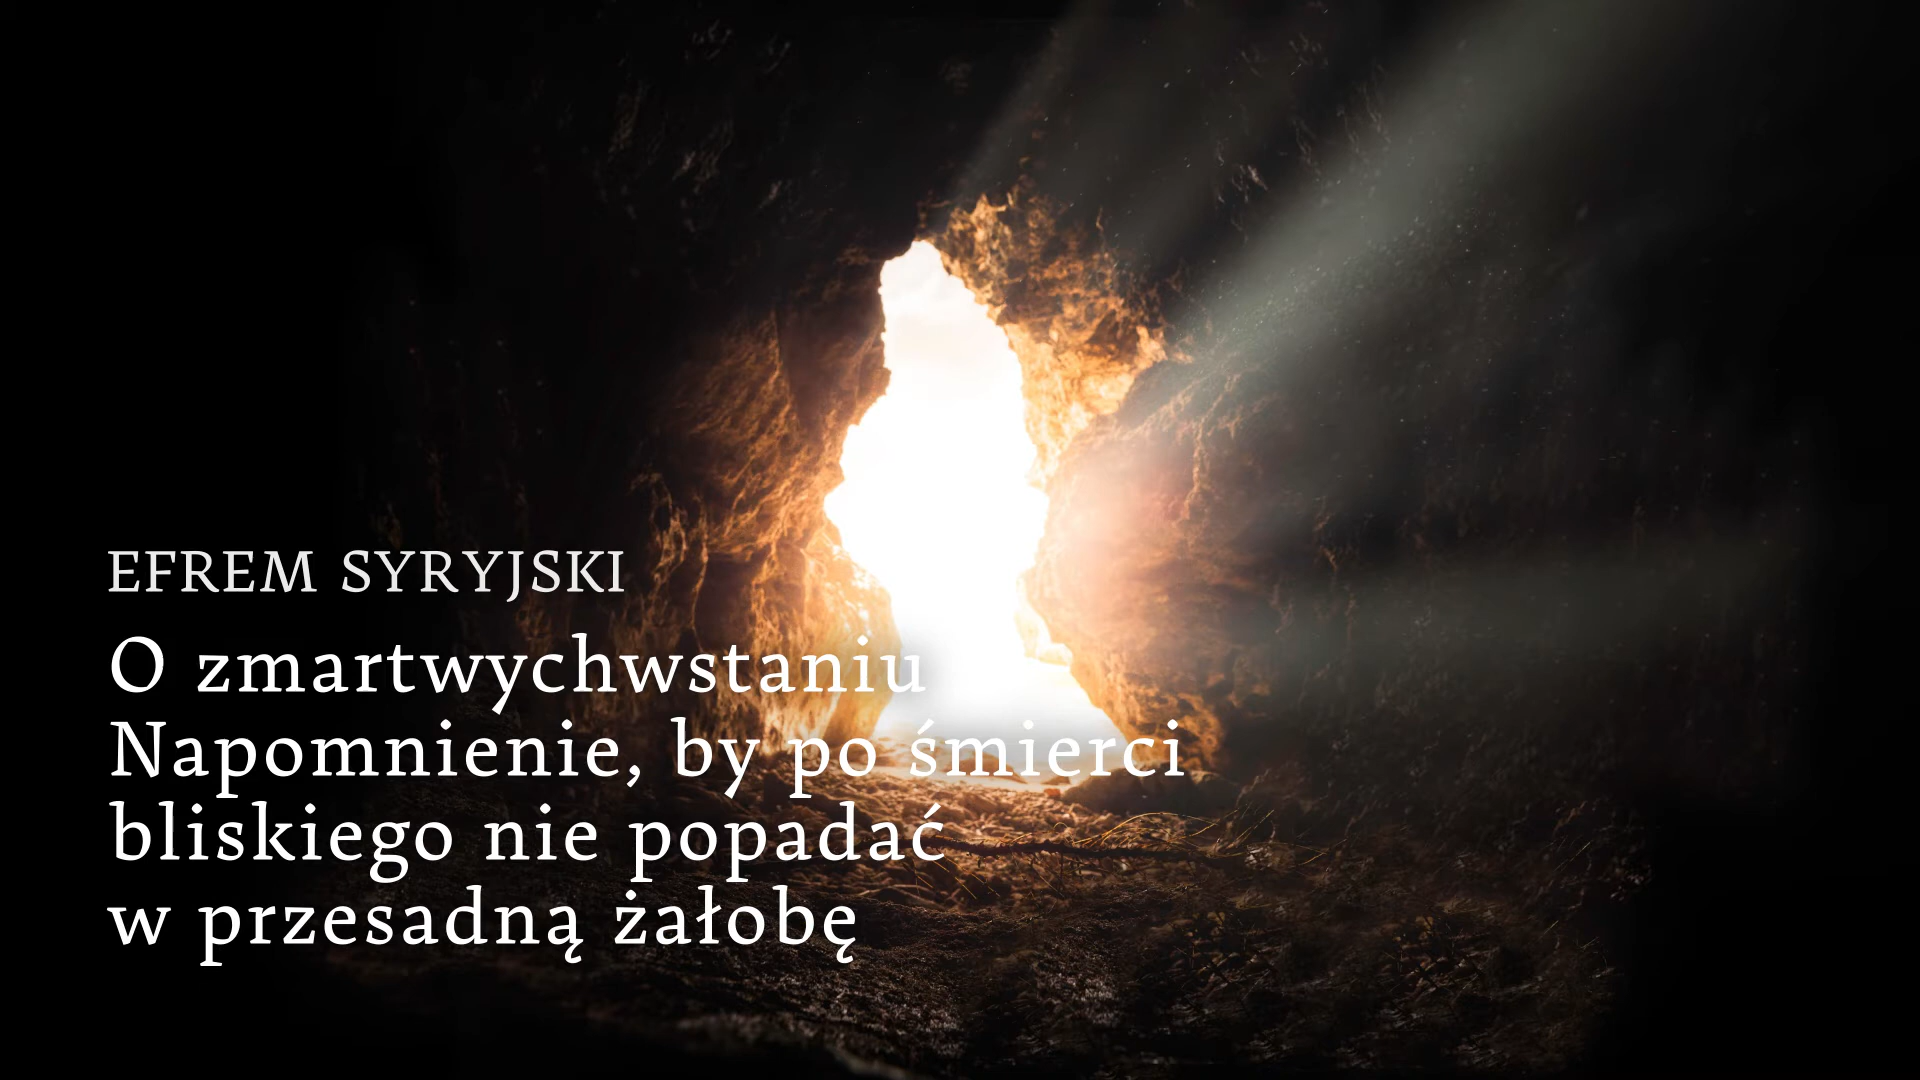 EFREM SYRYJSKI
O zmartwychwstaniu
Napomnienie, by po śmierci
bliskiego nie popadać
w przesadną żałobę